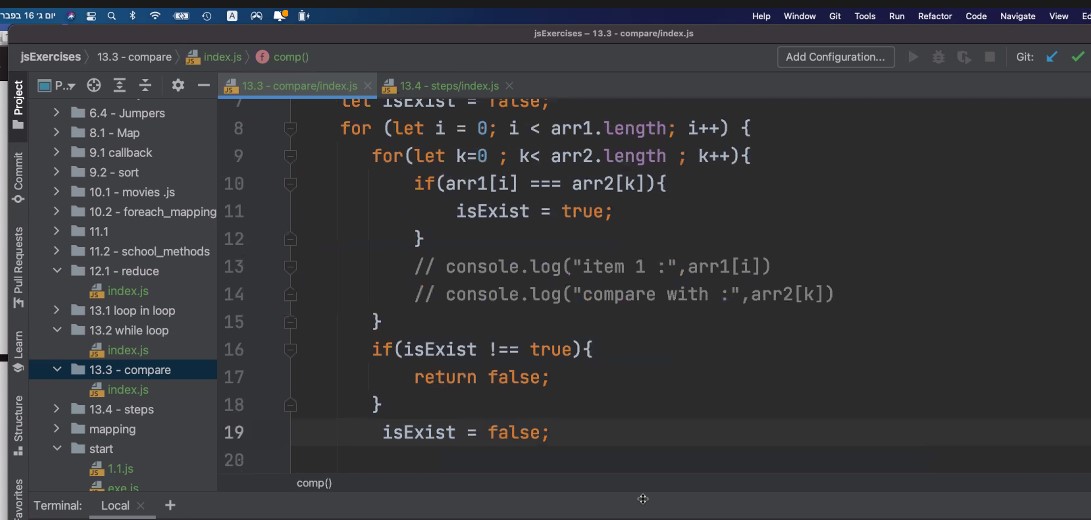 יום ג׳ 16 בפבר
A
Help Window Git Tools Run Refactor Code Navigate View
jsExercises – 13.3 - compare/index.js
jsExercises 13.3 - compare index.js comp()
Add Configuration...
Git:
Project
Commit
Pull Requests
Learn
Structure
Favorites
P..
6.4 - Jumpers
8.1 - Map
9.1 callback
9.2 - sort
10.1 - movies .js
10.2 - foreach_mapping
11.1
11.2 - school_methods
12.1 - reduce
index.js
13.1 loop in loop
13.2 while loop
index.js
13.3 - compare
index.js
13.4 - steps
mapping
start
1.1.js
exe.js
13.3 - compare/index.js 13.4 - steps/index.js
7 let isExist = false;
8 for (let i = 0; i < arr1.length; i++) {
9 for(let k=0 ; k< arr2.length ; k++){
10 if(arr1[i] === arr2[k]){
11 isExist = true;
12 }
13 // console.log("item 1 :",arr1[i])
14 // console.log("compare with :",arr2[k])
15 }
16 if(isExist !== true){
17 return false;
18 }
19 isExist = false;
20
comp()
Terminal: Local +